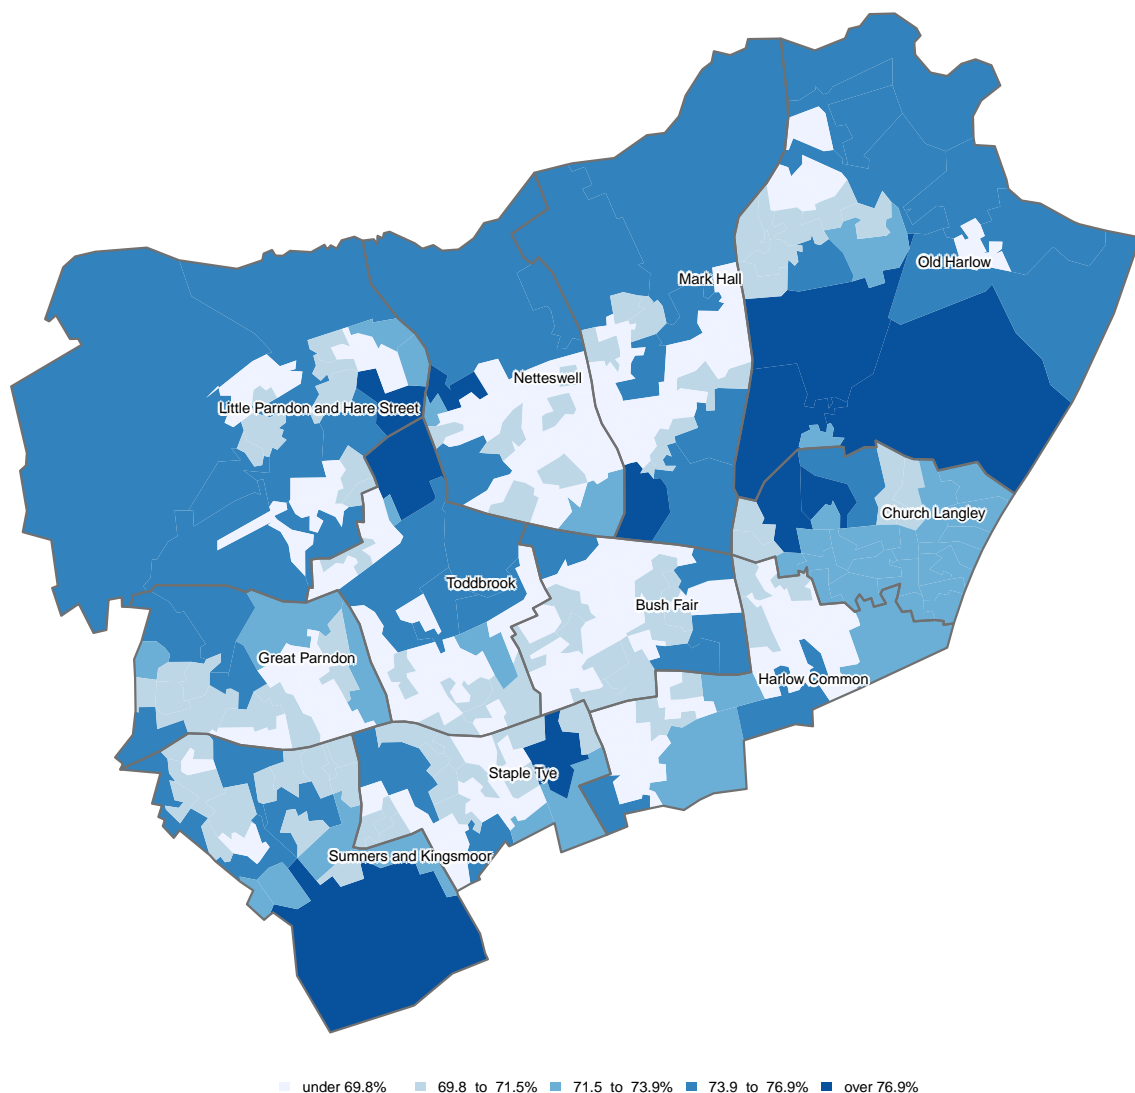 Old Harlow
Mark Hall
Netteswell
Little Parndon and Hare Street
Church Langley
Toddbrook
Bush Fair
Great Parndon
Harlow Common
Staple Tye
Sumners and Kingsmoor
under 69.8% 69.8 to 71.5% 71.5 to 73.9% 73.9 to 76.9% over 76.9%